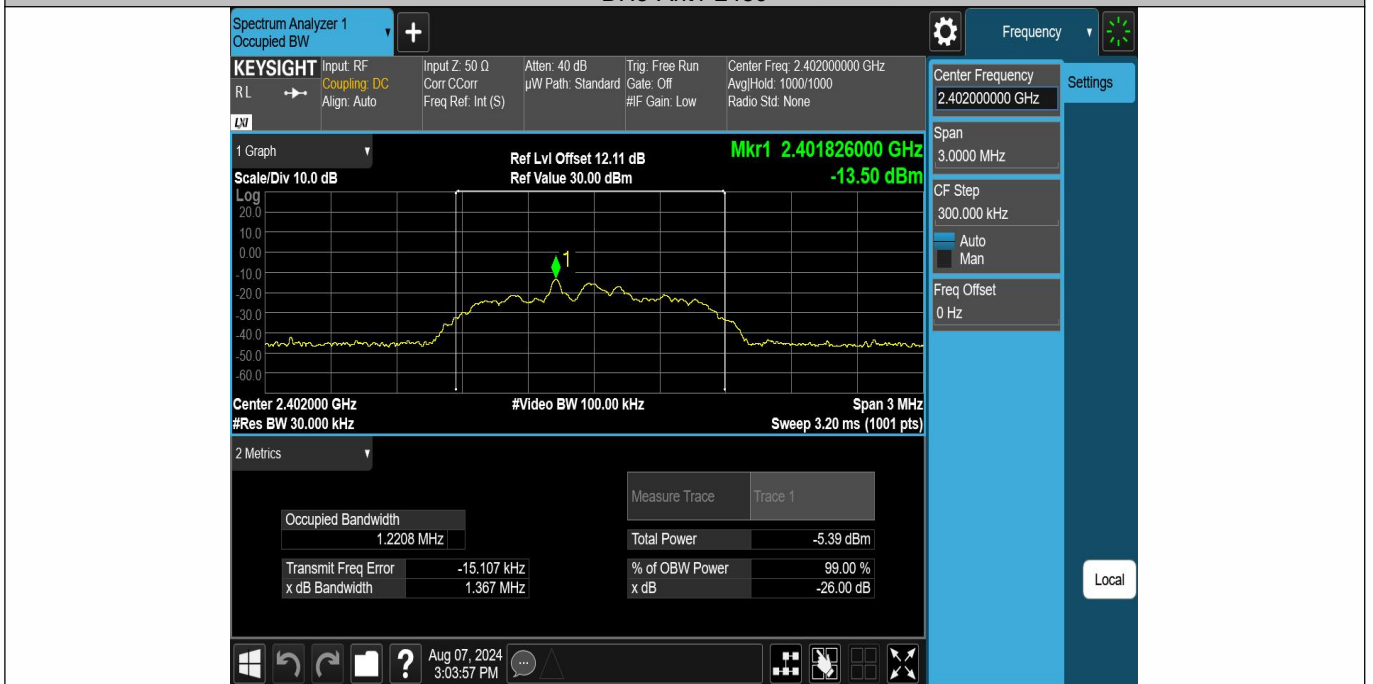 Spectrum Analyzer 1
Occupied BW
Frequency
KEYSIGHT
R L
LXI
Input: RF
Coupling: DC
Align: Auto
Input Z: 50 Ω
Corr CCorr
Freq Ref: Int (S)
Atten: 40 dB
µW Path: Standard
Trig: Free Run
Gate: Off
#IF Gain: Low
Center Freq: 2.402000000 GHz
Avg|Hold: 1000/1000
Radio Std: None
Center Frequency
2.402000000 GHz
Settings
Span
3.0000 MHz
CF Step
300.000 kHz
Auto
Man
Freq Offset
0 Hz
Local
1 Graph
Scale/Div 10.0 dB
Ref Lvl Offset 12.11 dB
Ref Value 30.00 dBm
Mkr1 2.401826000 GHz
-13.50 dBm
Log
20.0
10.0
0.00
-10.0
-20.0
-30.0
-40.0
-50.0
-60.0
1
Center 2.402000 GHz
#Video BW 100.00 kHz
Span 3 MHz
#Res BW 30.000 kHz
Sweep 3.20 ms (1001 pts)
2 Metrics
Measure Trace
Trace 1
Occupied Bandwidth
1.2208 MHz
Total Power
-5.39 dBm
Transmit Freq Error
-15.107 kHz
% of OBW Power
99.00 %
x dB Bandwidth
1.367 MHz
x dB
-26.00 dB
Aug 07, 2024
3:03:57 PM